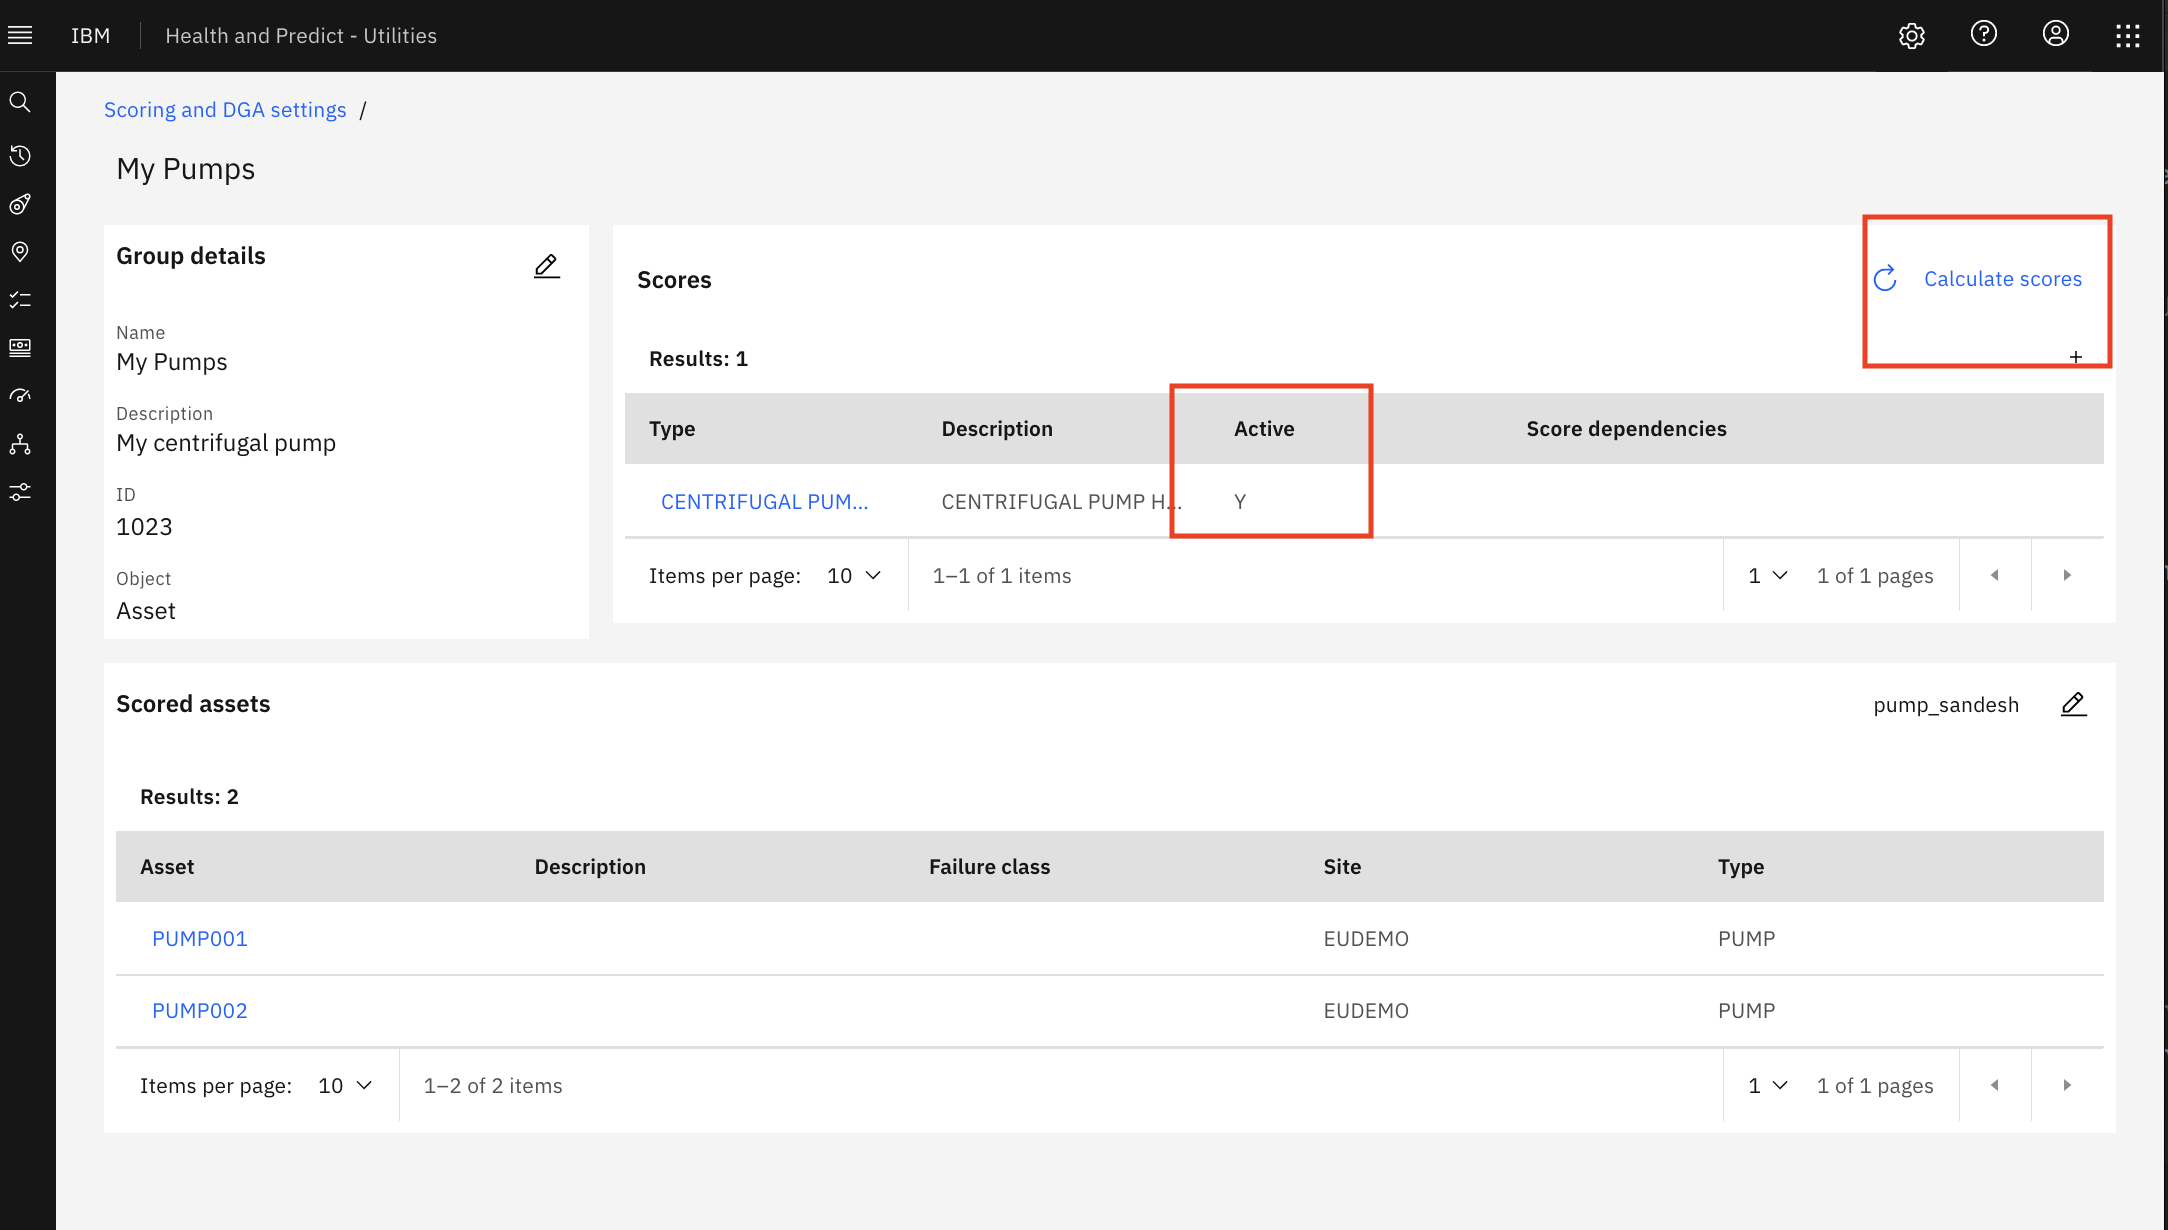 IBM Health and Predict - Utilities
Scoring and DGA settings /
My Pumps
Group details
Name
My Pumps
Description
My centrifugal pump
ID
1023
Object
Asset
Scores
Calculate scores
Results: 1
+
Type Description Active Score dependencies
CENTRIFUGAL PUM... CENTRIFUGAL PUMP H... Y
Items per page: 10 1–1 of 1 items 1 1 of 1 pages
Scored assets
pump_sandesh
Results: 2
Asset Description Failure class Site Type
PUMP001 EUDEMO PUMP
PUMP002 EUDEMO PUMP
Items per page: 10 1–2 of 2 items 1 1 of 1 pages